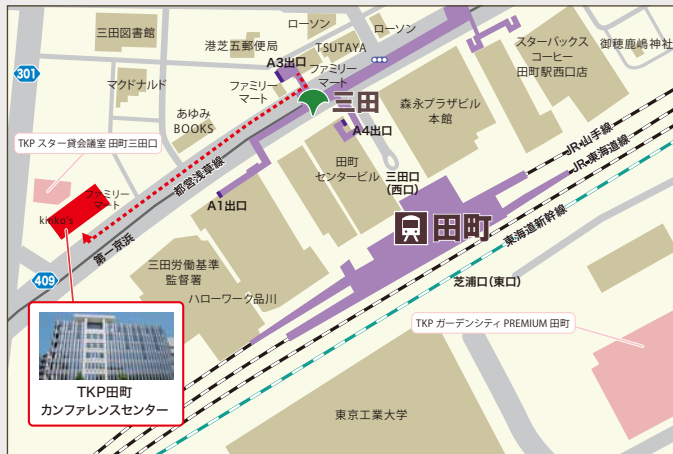 三田図書館
301
マクドナルド
港芝五郵便局
ローソン
ローソン
TSUTAYA
A3出口
ファミリー
マート
ファミリー
マート
スターバックス
コーヒー
田町駅西口店
御穂鹿嶋神社
あゆみ
BOOKS
三田
森永プラザビル
本館
A4出口
TKP スター貸会議室 田町三田口
田町
センタービル
三田口
(西口)
JR山手線
JR東海道線
都営浅草線
ファミリー
マート
kinko's
A1出口
田町
東海道新幹線
第一京浜
409
三田労働基準
監督署
ハローワーク品川
芝浦口(東口)
TKP ガーデンシティ PREMIUM 田町
TKP田町
カンファレンスセンター
東京工業大学